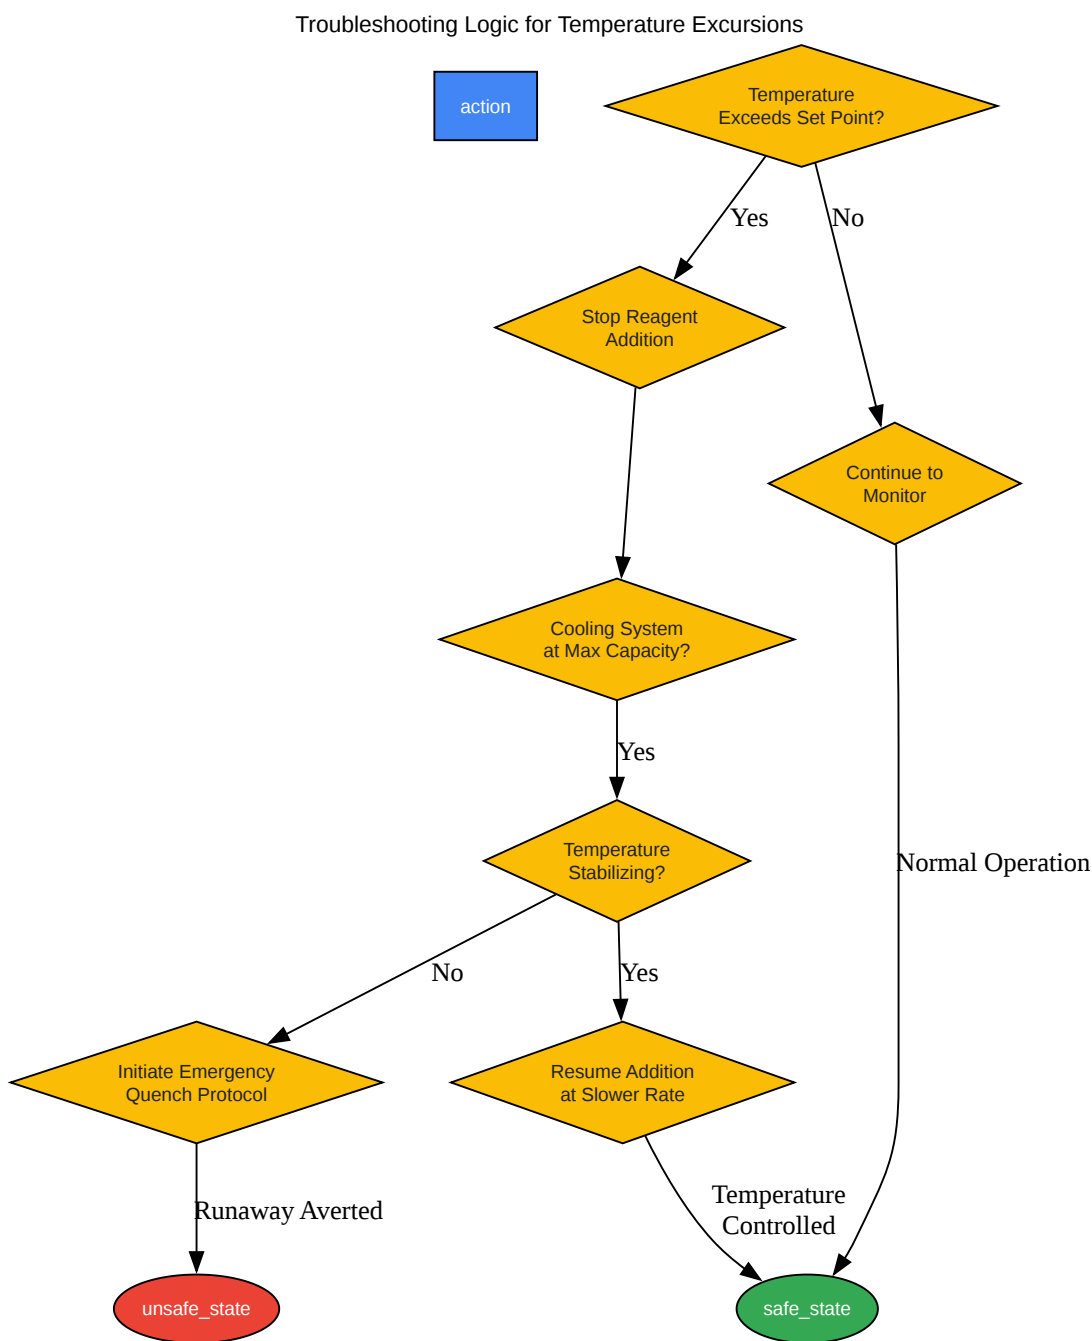 Troubleshooting Logic for Temperature Excursions
action
Temperature
Exceeds Set Point?
Yes
No
Stop Reagent
Addition
Continue to
Monitor
Cooling System
at Max Capacity?
Yes
Temperature
Stabilizing?
Normal Operation
No
Yes
Initiate Emergency
Quench Protocol
Resume Addition
at Slower Rate
Runaway Averted
Temperature
Controlled
unsafe_state
safe_state